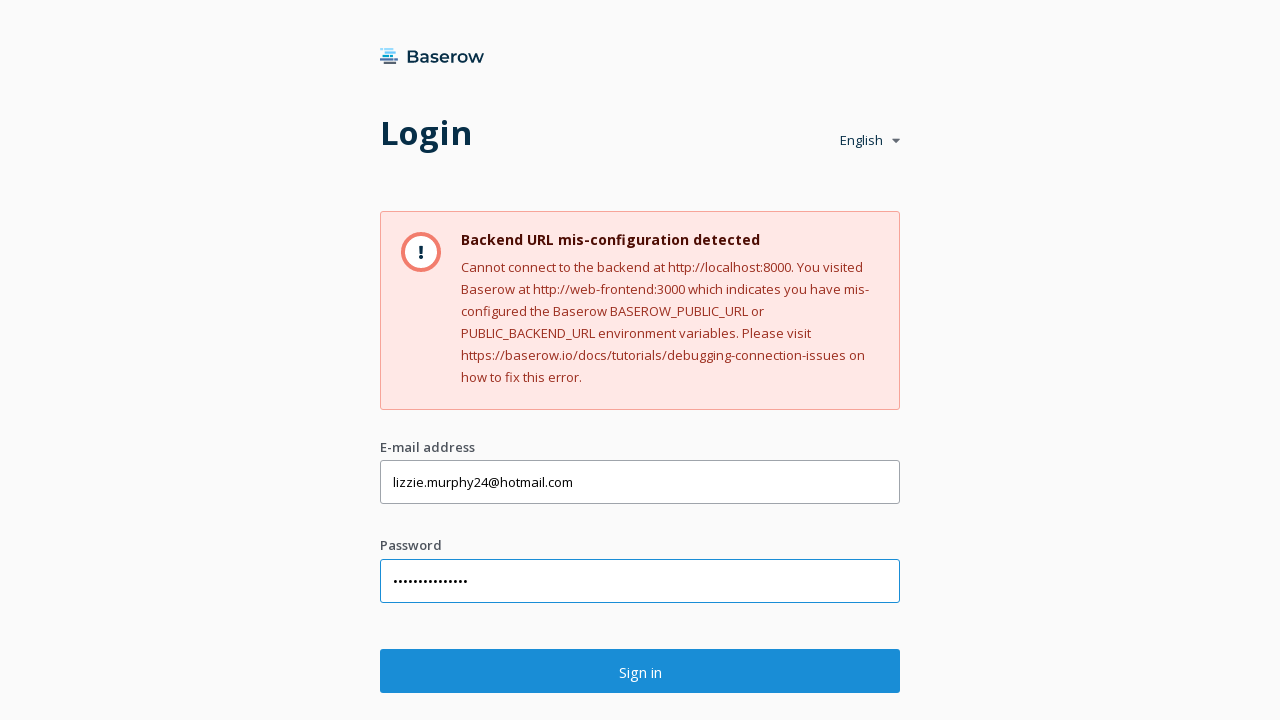 Baserow
Login
English
!
Backend URL mis-configuration detected
Cannot connect to the backend at http://localhost:8000. You visited
Baserow at http://web-frontend:3000 which indicates you have mis-
configured the Baserow BASEROW_PUBLIC_URL or
PUBLIC_BACKEND_URL environment variables. Please visit
https://baserow.io/docs/tutorials/debugging-connection-issues on
how to fix this error.
E-mail address
lizzie.murphy24@hotmail.com
Password
•••••••••••••••
Sign in